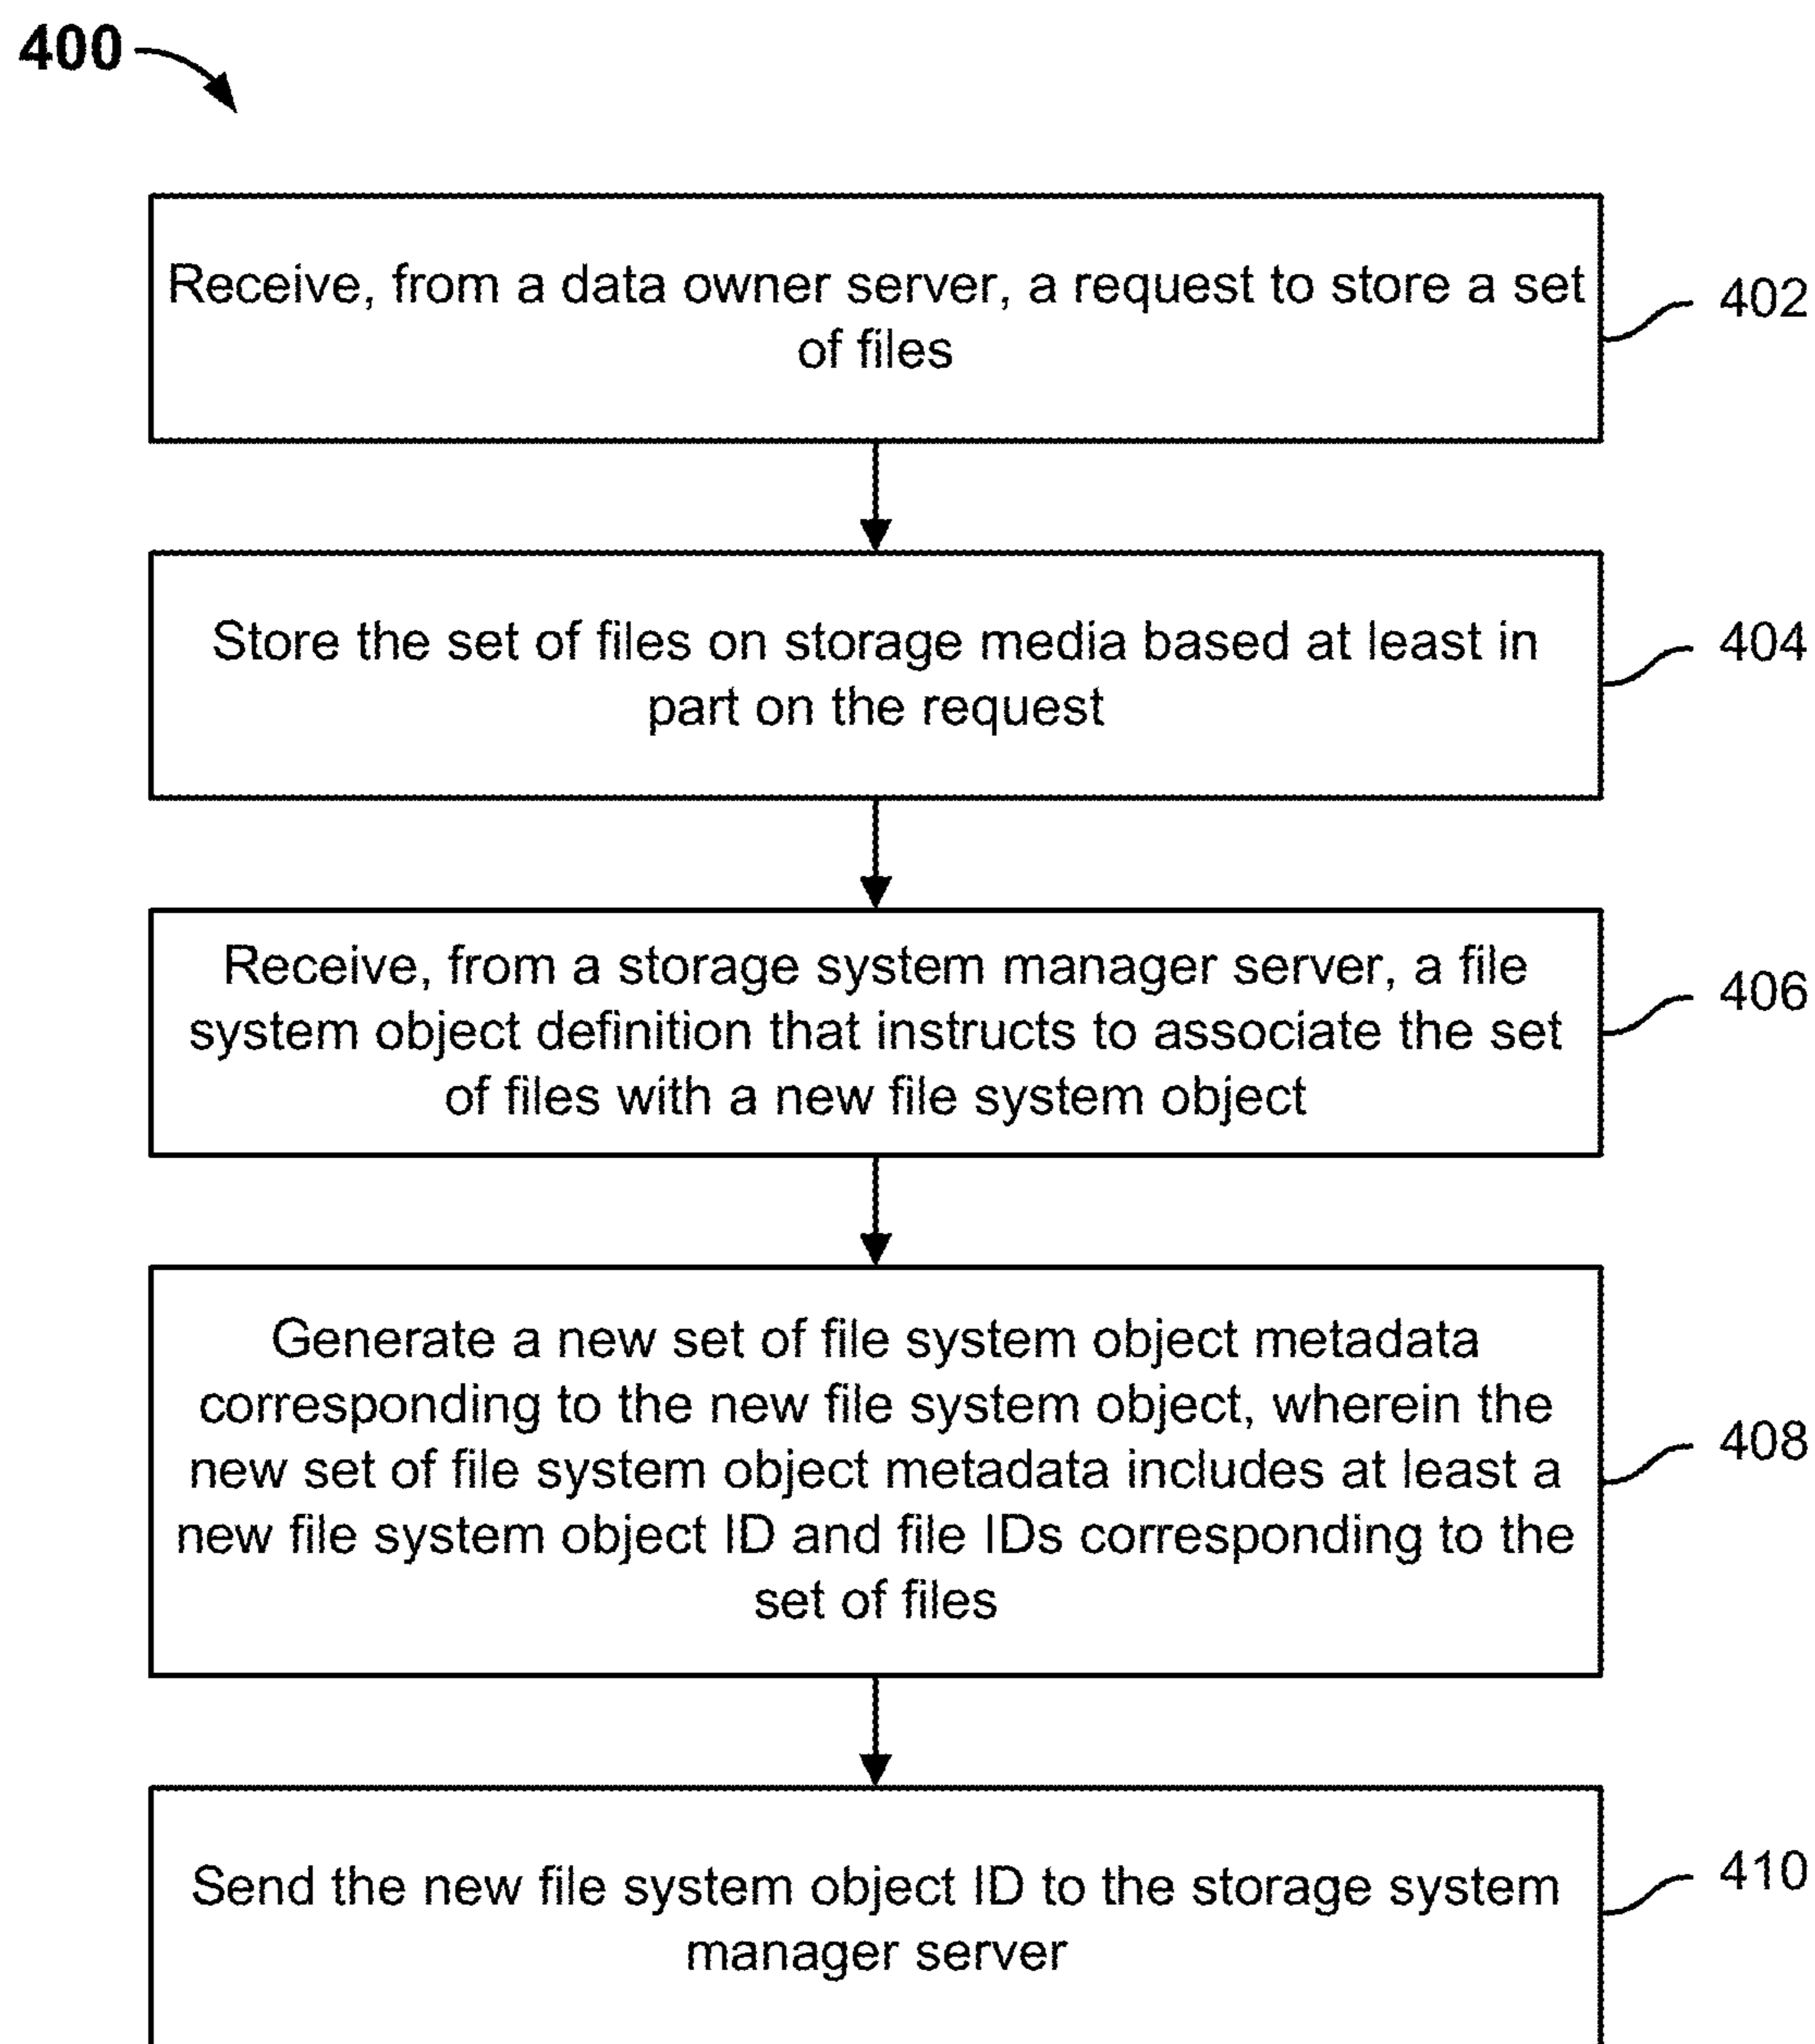 400
Receive, from a data owner server, a request to store a set
of files
402
Store the set of files on storage media based at least in
part on the request
404
Receive, from a storage system manager server, a file
system object definition that instructs to associate the set
of files with a new file system object
406
Generate a new set of file system object metadata
corresponding to the new file system object, wherein the
new set of file system object metadata includes at least a
new file system object ID and file IDs corresponding to the
set of files
408
Send the new file system object ID to the storage system
manager server
410